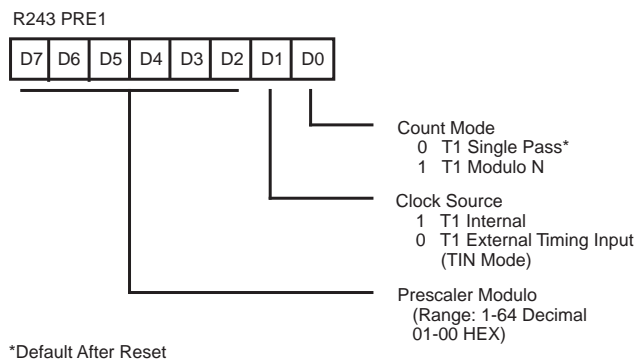 R243 PRE1
D7 D6 D5 D4 D3 D2 D1 D0
Count Mode
0 T1 Single Pass*
1 T1 Modulo N
Clock Source
1 T1 Internal
0 T1 External Timing Input
(TIN Mode)
Prescaler Modulo
(Range: 1-64 Decimal
01-00 HEX)
*Default After Reset